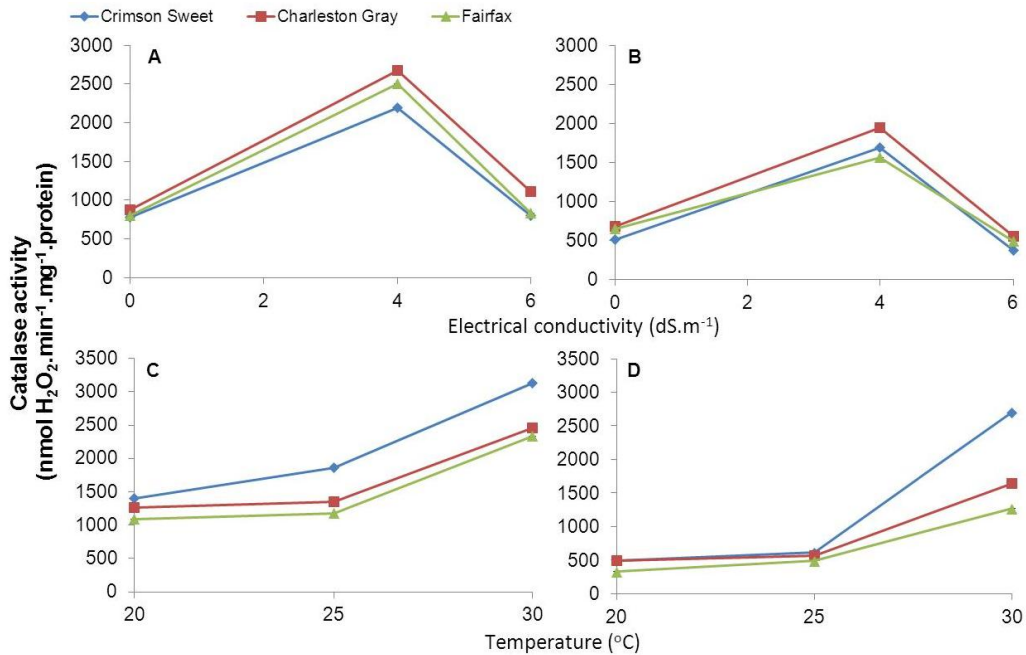 Crimson Sweet Charleston Gray Fairfax
A
3000
2500
2000
1500
1000
500
0
0 2 4 6
B
3000
2500
2000
1500
1000
500
0
0 2 4 6
Electrical conductivity (dS.m⁻¹)
Catalase activity
(nmol H₂O₂.min⁻¹.mg⁻¹.protein)
C
3500
3000
2500
2000
1500
1000
500
0
20 25 30
D
3500
3000
2500
2000
1500
1000
500
0
20 25 30
Temperature (ºC)